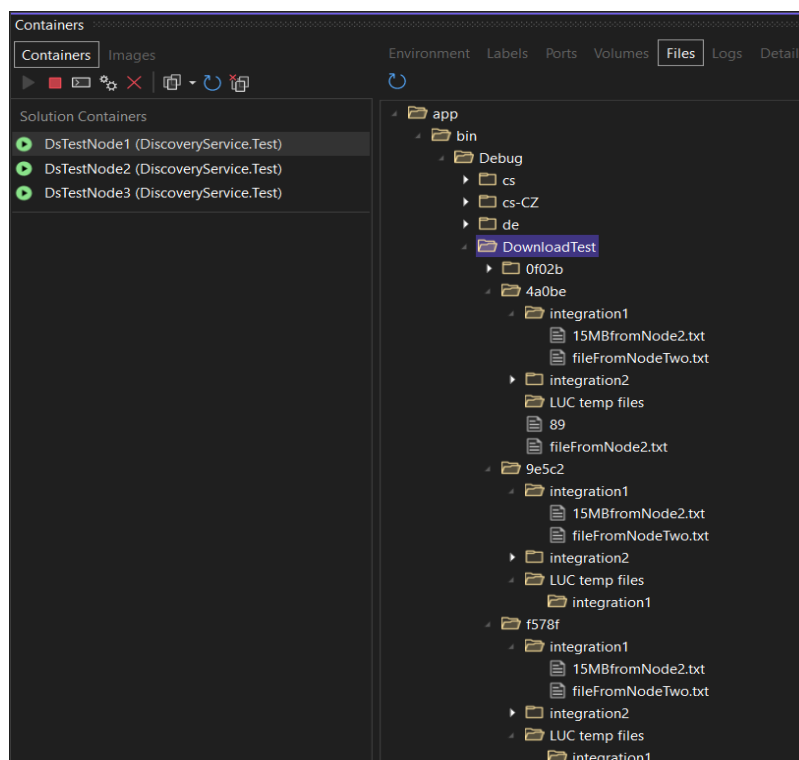 Containers
Containers Images
Environment Labels Ports Volumes Files Logs Detail
Solution Containers
DsTestNode1 (DiscoveryService.Test)
DsTestNode2 (DiscoveryService.Test)
DsTestNode3 (DiscoveryService.Test)
app
bin
Debug
cs
cs-CZ
de
DownloadTest
0f02b
4a0be
integration1
15MBfromNode2.txt
fileFromNodeTwo.txt
integration2
LUC temp files
89
fileFromNode2.txt
9e5c2
integration1
15MBfromNode2.txt
fileFromNodeTwo.txt
integration2
LUC temp files
integration1
f578f
integration1
15MBfromNode2.txt
fileFromNodeTwo.txt
integration2
LUC temp files
integration1